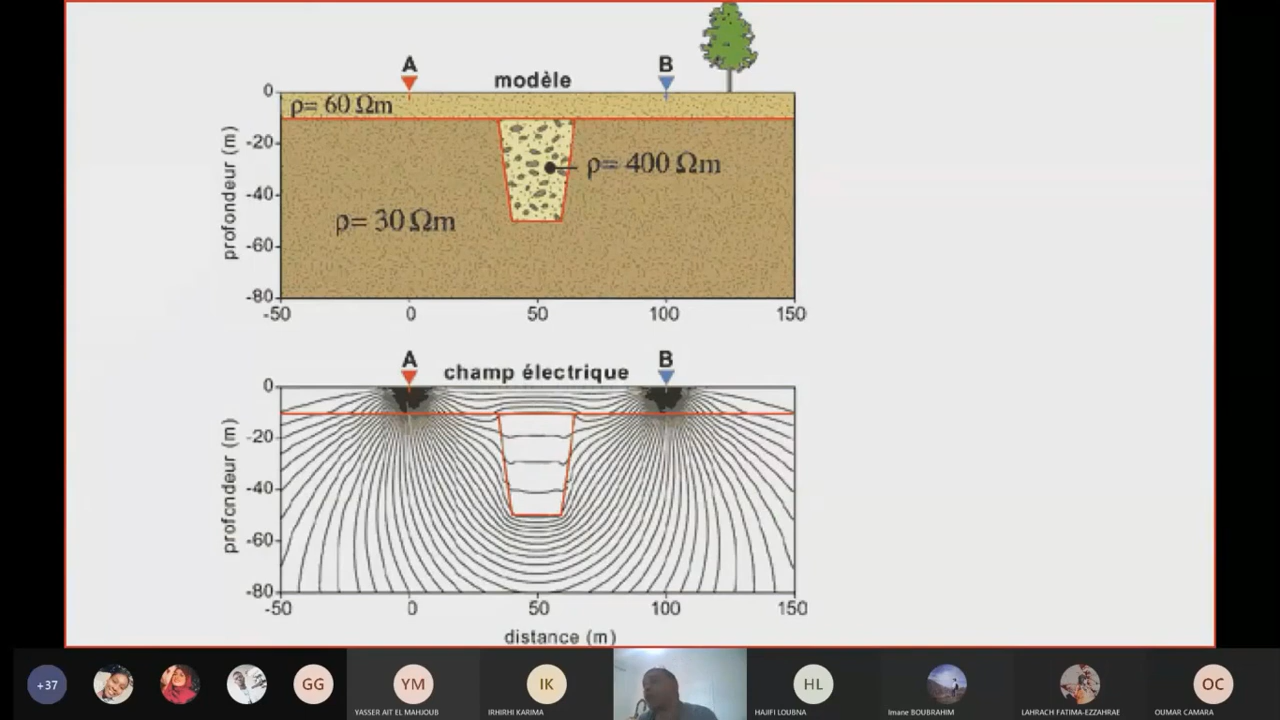 A
B
modèle
0
ρ= 60 Ωm
-20
ρ= 400 Ωm
-40
ρ= 30 Ωm
-60
-80
profondeur (m)
-50 0 50 100 150
A
B
champ électrique
0
-20
-40
-60
-80
profondeur (m)
-50 0 50 100 150
distance (m)
+37
GG
YM
IK
HL
OC
YASSER AIT EL MAHJOUB
IRHIRHI KARIMA
HAJIFI LOUBNA
Imane BOUBRAHIM
LAHRACH FATIMA-EZZAHRAE
OUMAR CAMARA